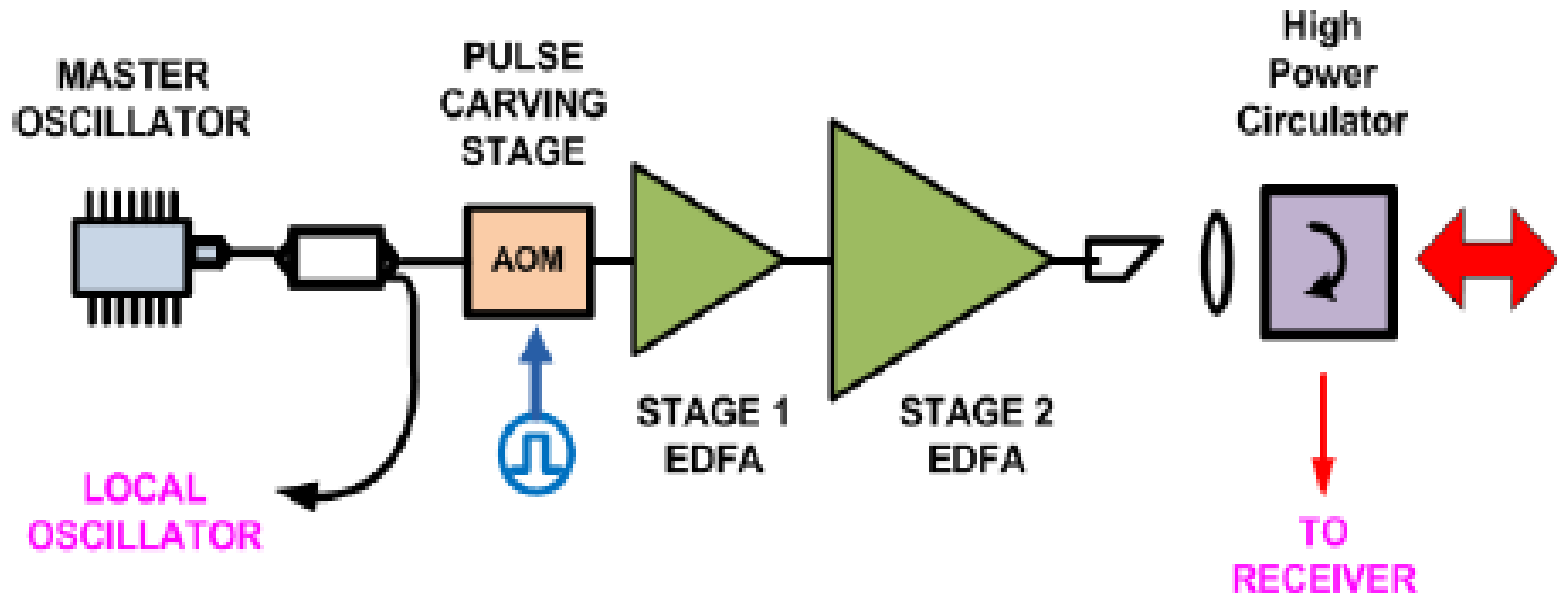 MASTER
OSCILLATOR
PULSE
CARVING
STAGE
High
Power
Circulator
AOM
STAGE 1
EDFA
STAGE 2
EDFA
LOCAL
OSCILLATOR
TO
RECEIVER